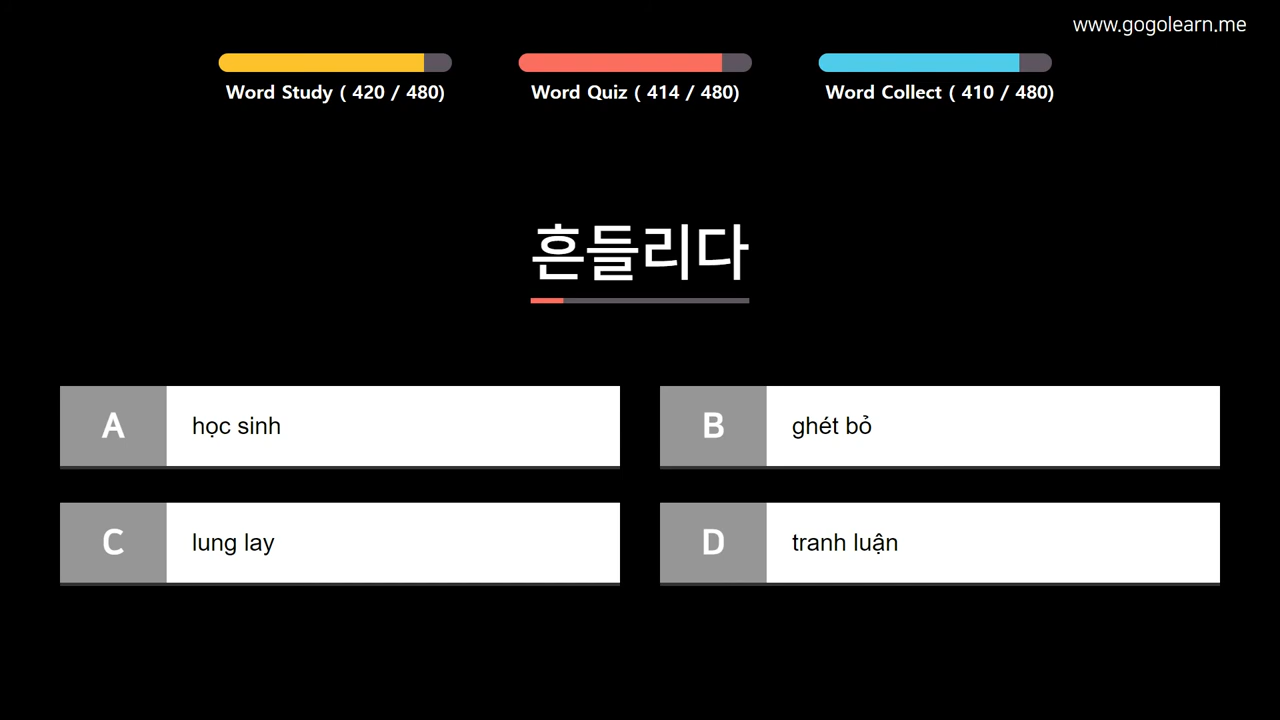 www.gogolearn.me
Word Study ( 420 / 480)
Word Quiz ( 414 / 480)
Word Collect ( 410 / 480)
흔들리다
A học sinh
B ghét bỏ
C lung lay
D tranh luận